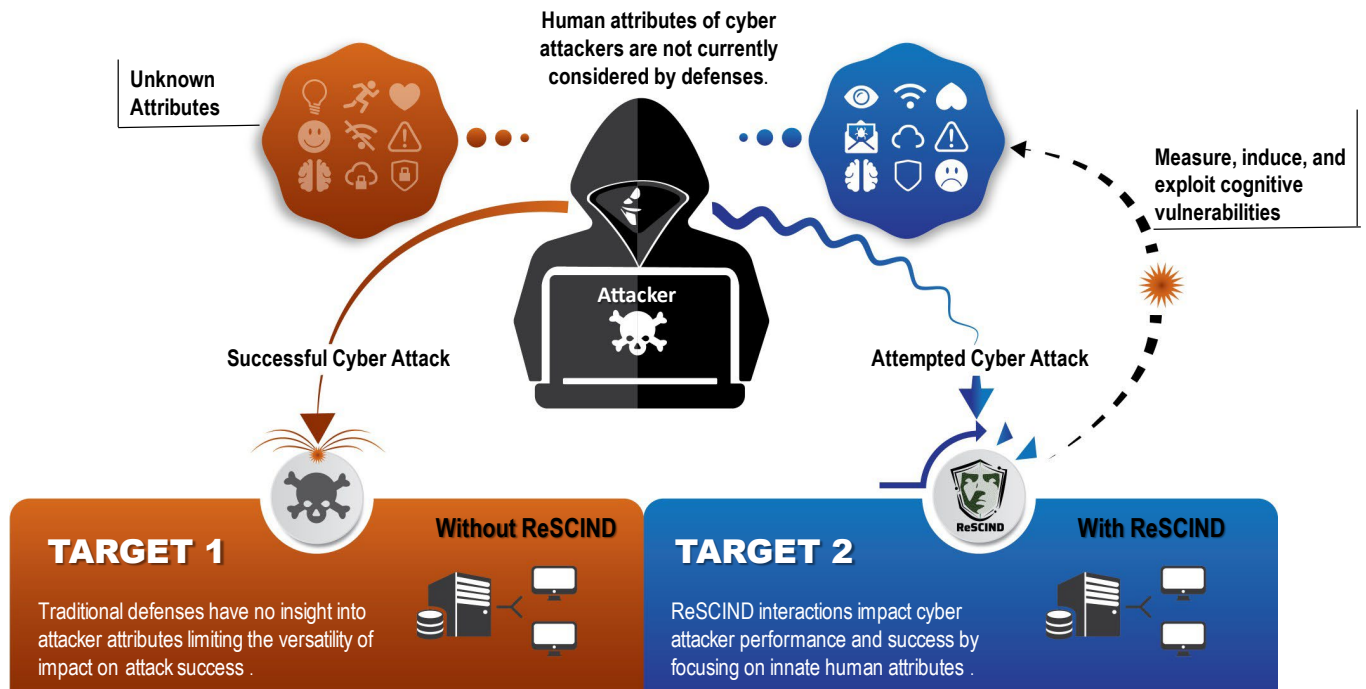 Human attributes of cyber
attackers are not currently
considered by defenses.
Unknown
Attributes
Measure, induce, and
exploit cognitive
vulnerabilities
Attacker
Successful Cyber Attack
Attempted Cyber Attack
ReSCIND
Without ReSCIND
With ReSCIND
TARGET 1
Traditional defenses have no insight into
attacker attributes limiting the versatility of
impact on attack success .
TARGET 2
ReSCIND interactions impact cyber
attacker performance and success by
focusing on innate human attributes .